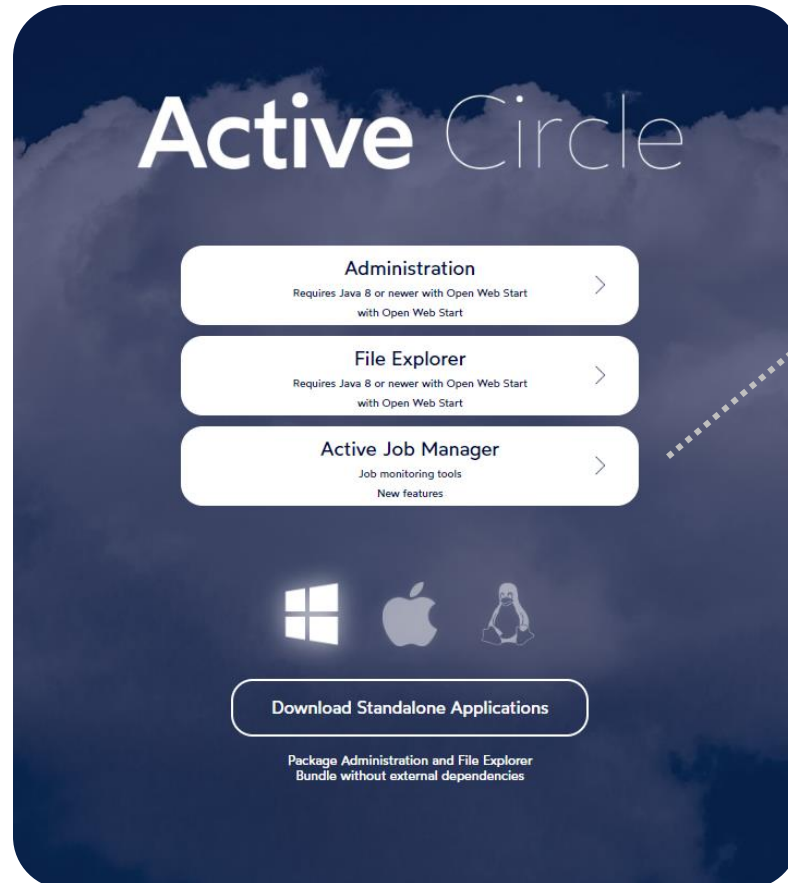 Active Circle
Administration
Requires Java 8 or newer with Open Web Start
with Open Web Start
File Explorer
Requires Java 8 or newer with Open Web Start
with Open Web Start
Active Job Manager
Job monitoring tools
New features
Download Standalone Applications
Package Administration and File Explorer
Bundle without external dependencies